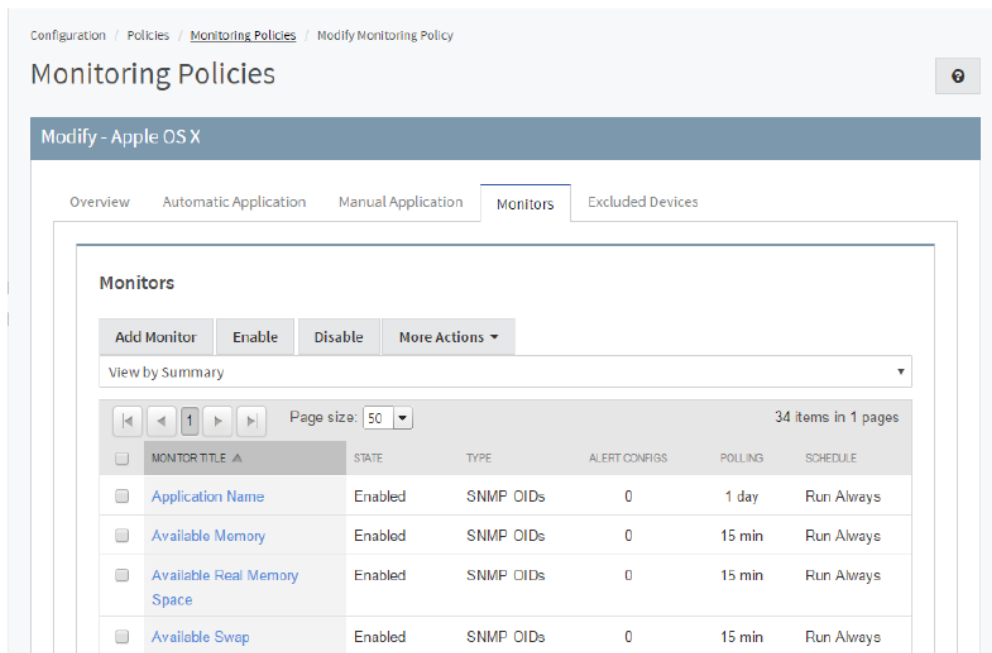 Configuration / Policies / Monitoring Policies / Modify Monitoring Policy
Monitoring Policies
?
Modify - Apple OS X
Overview Automatic Application Manual Application Monitors Excluded Devices
Monitors
Add Monitor Enable Disable More Actions
View by Summary
1 Page size: 50 34 items in 1 pages
MONITOR TITLE STATE TYPE ALERT CONFIGS POLLING SCHEDULE
Application Name Enabled SNMP OIDs 0 1 day Run Always
Available Memory Enabled SNMP OIDs 0 15 min Run Always
Available Real Memory Enabled SNMP OIDs 0 15 min Run Always
Space
Available Swap Enabled SNMP OIDs 0 15 min Run Always